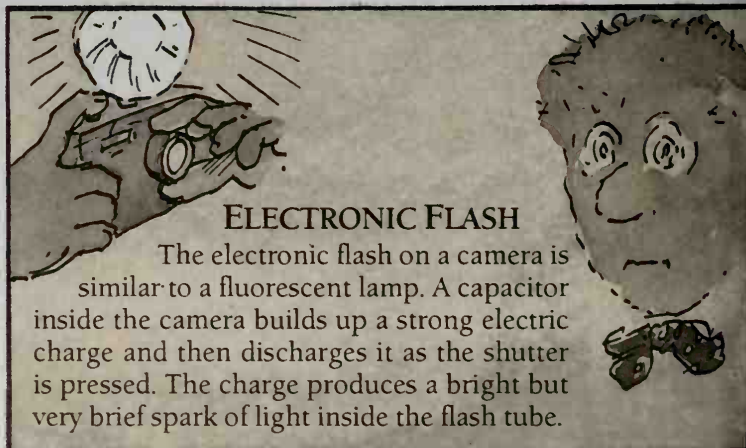 ELECTRONIC FLASH
The electronic flash on a camera is
similar to a fluorescent lamp. A capacitor
inside the camera builds up a strong electric
charge and then discharges it as the shutter
is pressed. The charge produces a bright but
very brief spark of light inside the flash tube.